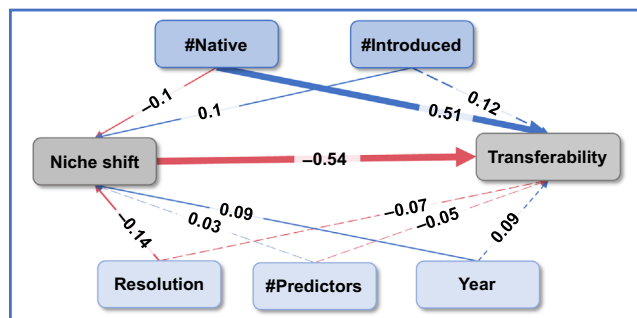 #Native
#Introduced
–0.1
0.1
0.51
0.12
Niche shift
–0.54
Transferability
–0.14
0.03
0.09
–0.07
–0.05
0.09
Resolution
#Predictors
Year